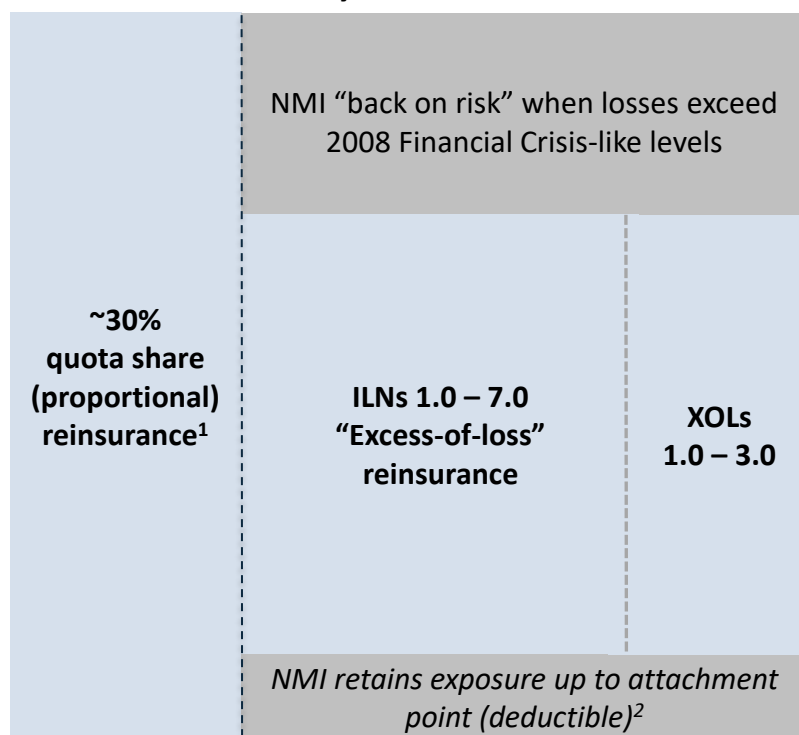 NMI “back on risk” when losses exceed
2008 Financial Crisis-like levels
~30%
quota share
(proportional)
reinsurance¹
ILNs 1.0 – 7.0
“Excess-of-loss”
reinsurance
XOLs
1.0 – 3.0
NMI retains exposure up to attachment
point (deductible)²